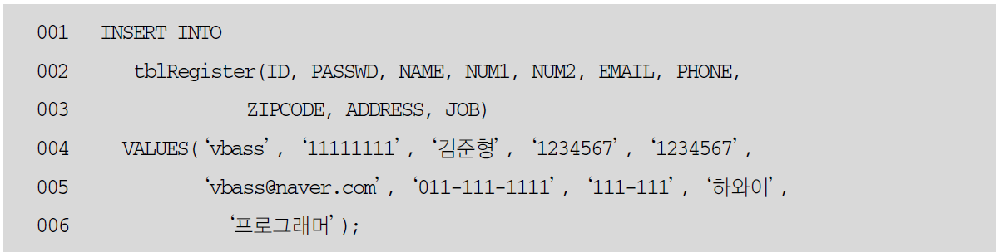 001 INSERT INTO
002 tblRegister(ID, PASSWD, NAME, NUM1, NUM2, EMAIL, PHONE,
003 ZIPCODE, ADDRESS, JOB)
004 VALUES(‘vbass’, ‘11111111’, ‘김준형’, ‘1234567’, ‘1234567’,
005 ‘vbass@naver.com’, ‘011-111-1111’, ‘111-111’, ‘하와이’,
006 ‘프로그래머’);